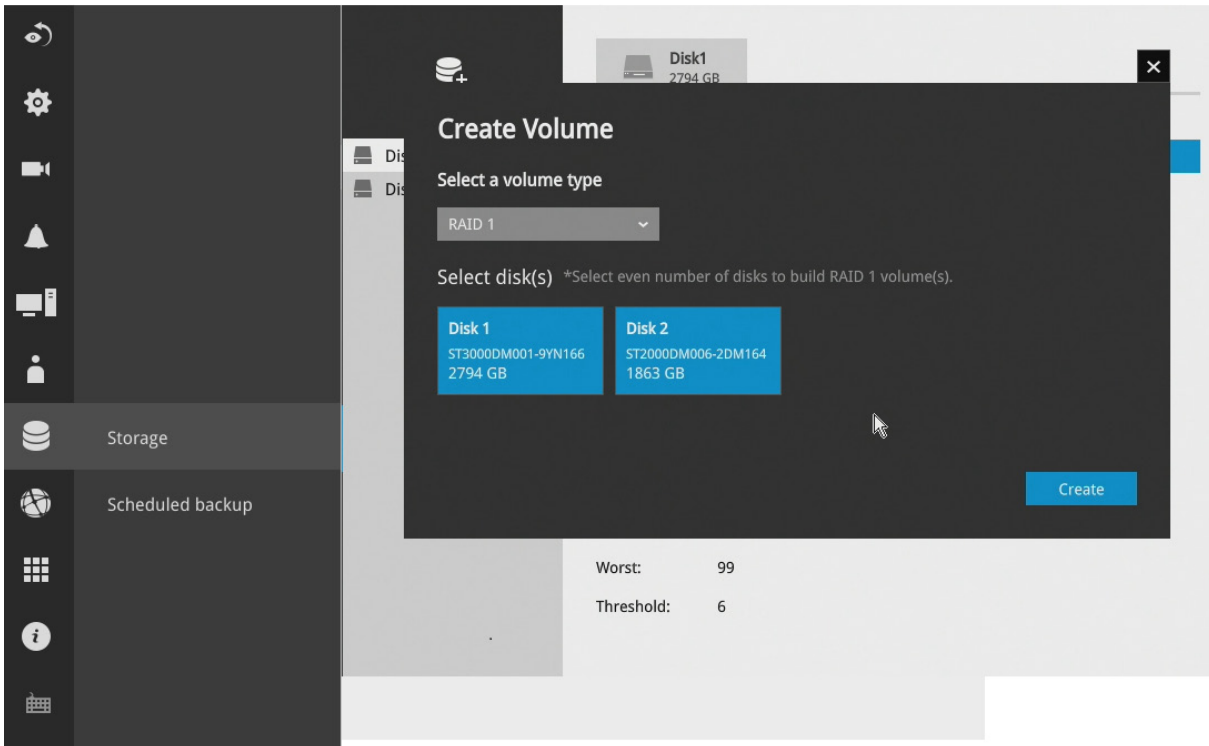 Disk1
2794 GB
Create Volume
Dis
Select a volume type
Dis
RAID 1
Select disk(s) *Select even number of disks to build RAID 1 volume(s).
Disk 1
ST3000DM001-9YN166
2794 GB
Disk 2
ST2000DM006-2DM164
1863 GB
Storage
Create
Scheduled backup
Worst: 99
Threshold: 6